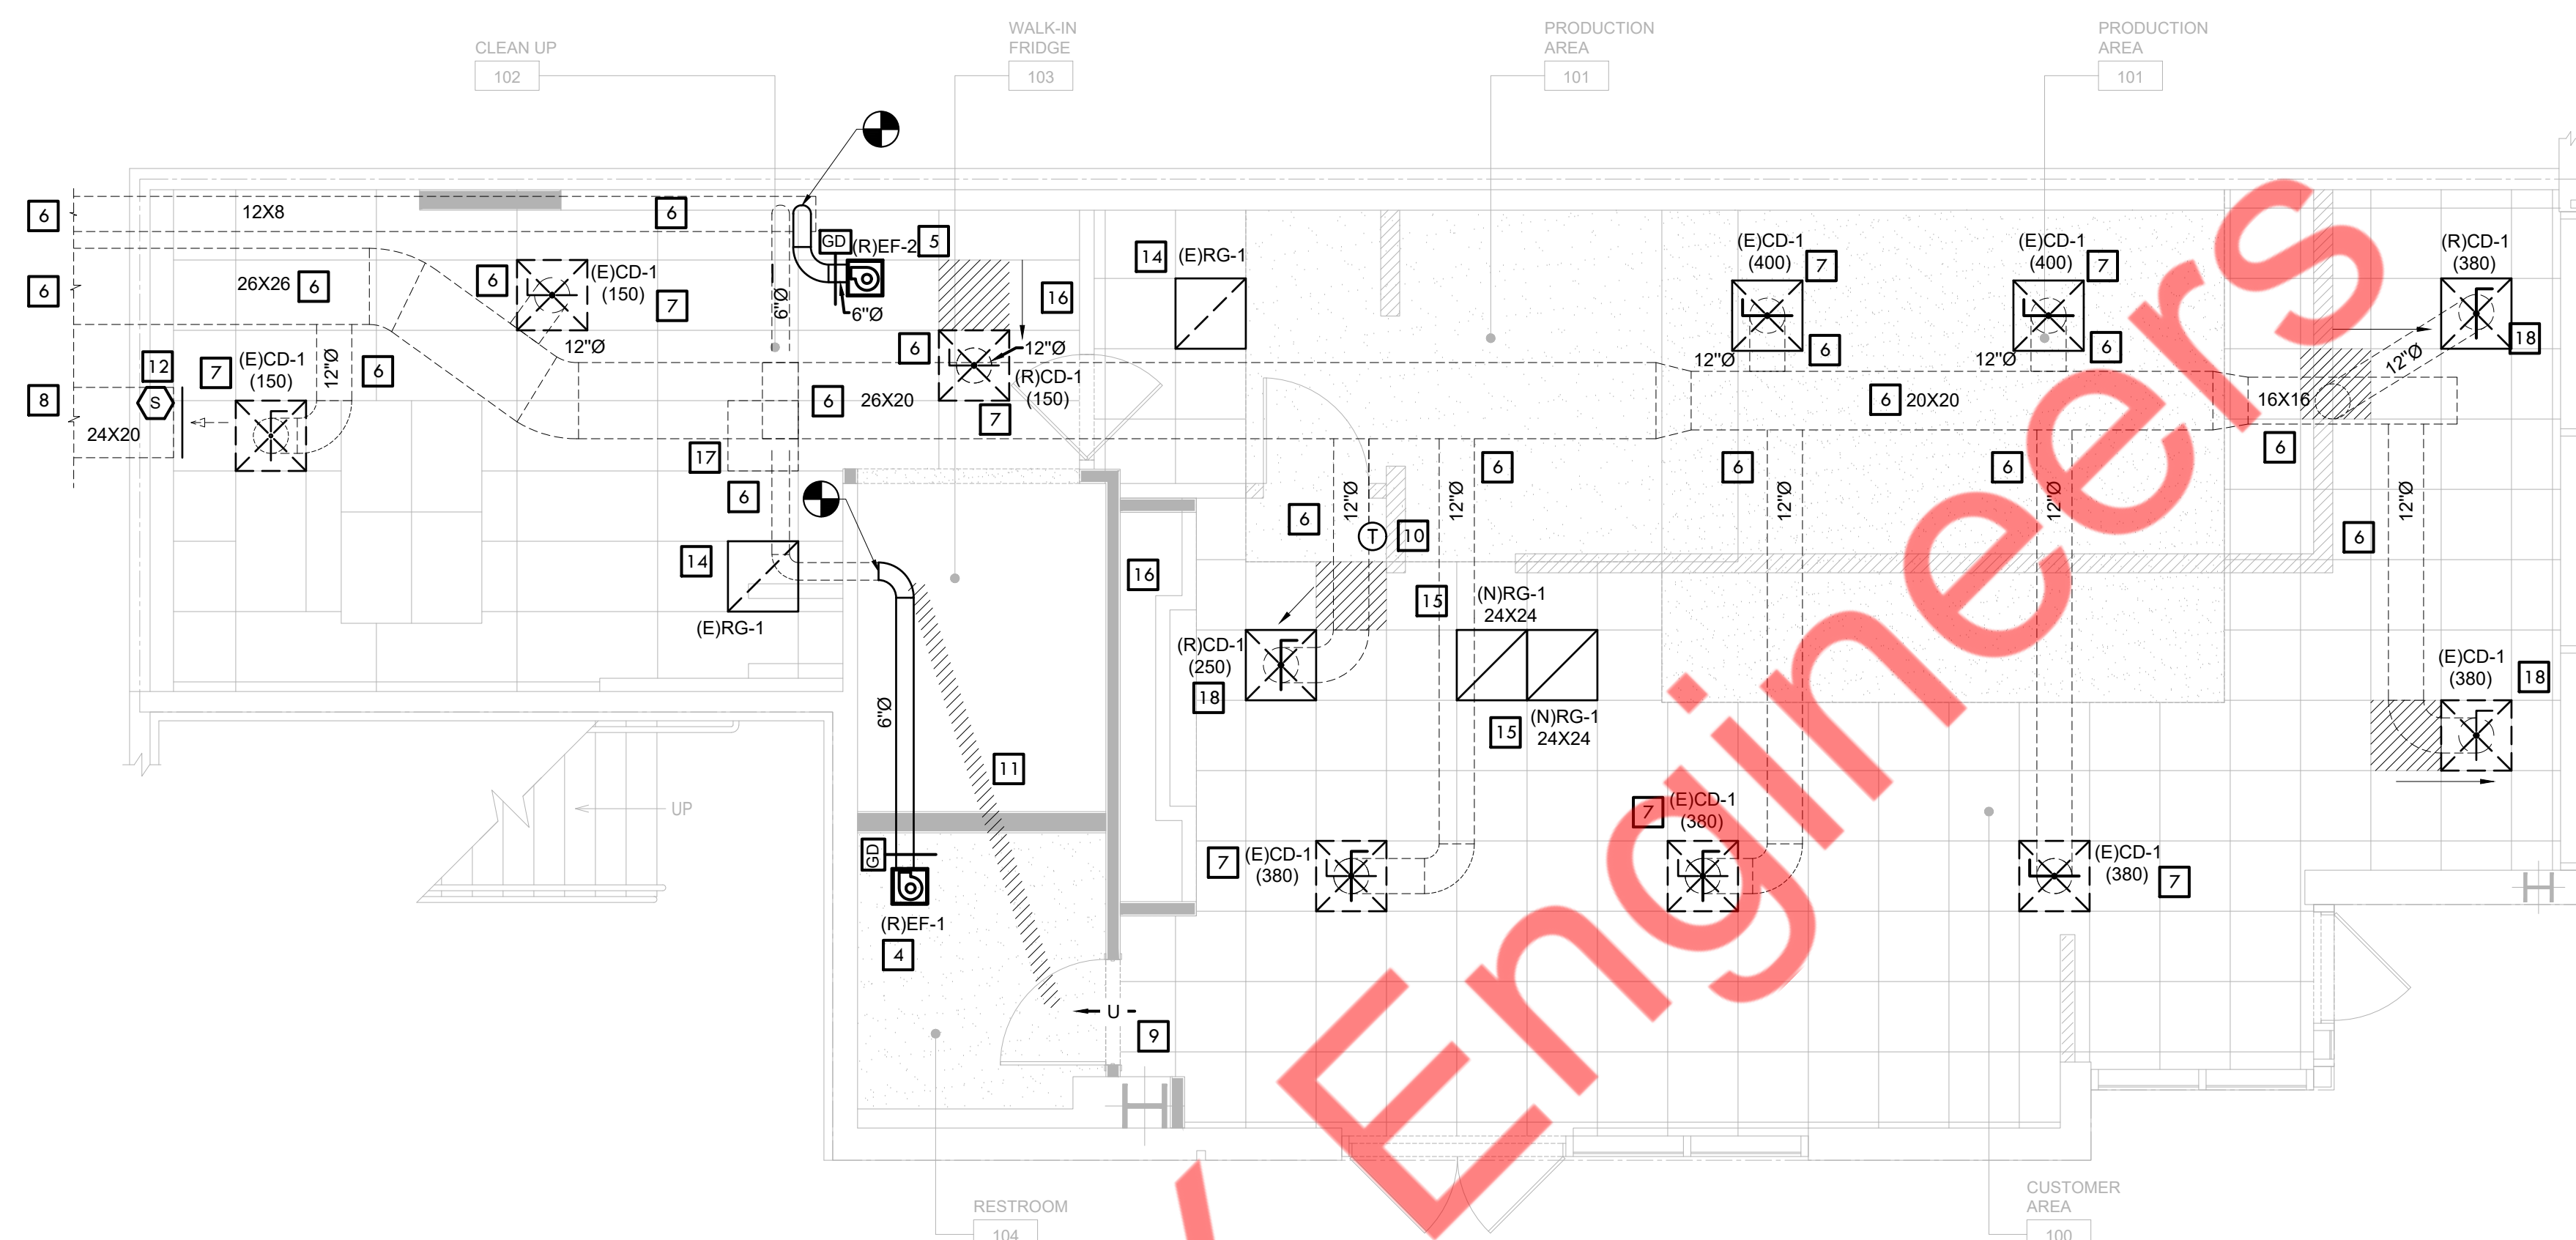 CLEAN UP
102
WALK-IN
FRIDGE
103
PRODUCTION
AREA
101
PRODUCTION
AREA
101
6
12X8
6
GD
(R)EF-2
5
14
(E)RG-1
(E)CD-1
(400)
7
(E)CD-1
(400)
7
(R)CD-1
(380)
6
26X26
6
6
(E)CD-1
(150)
7
6"Ø
6"Ø
16
12"Ø
6
12"Ø
12"Ø
6
12"Ø
6
12"Ø
18
12
7
(E)CD-1
(150)
12"Ø
6
(R)CD-1
(150)
7
8
S
24X20
6
26X20
6
20X20
16X16
6
17
6
6
6
6
12"Ø
12"Ø
12"Ø
12"Ø
12"Ø
6
T
10
6
14
(E)RG-1
16
15
(N)RG-1
24X24
(R)CD-1
(250)
18
15
(N)RG-1
24X24
(E)CD-1
(380)
18
6"Ø
11
UP
7
(E)CD-1
(380)
GD
7
(E)CD-1
(380)
(E)CD-1
(380)
7
(R)EF-1
4
U
9
Engineers
RESTROOM
104
CUSTOMER
AREA
100